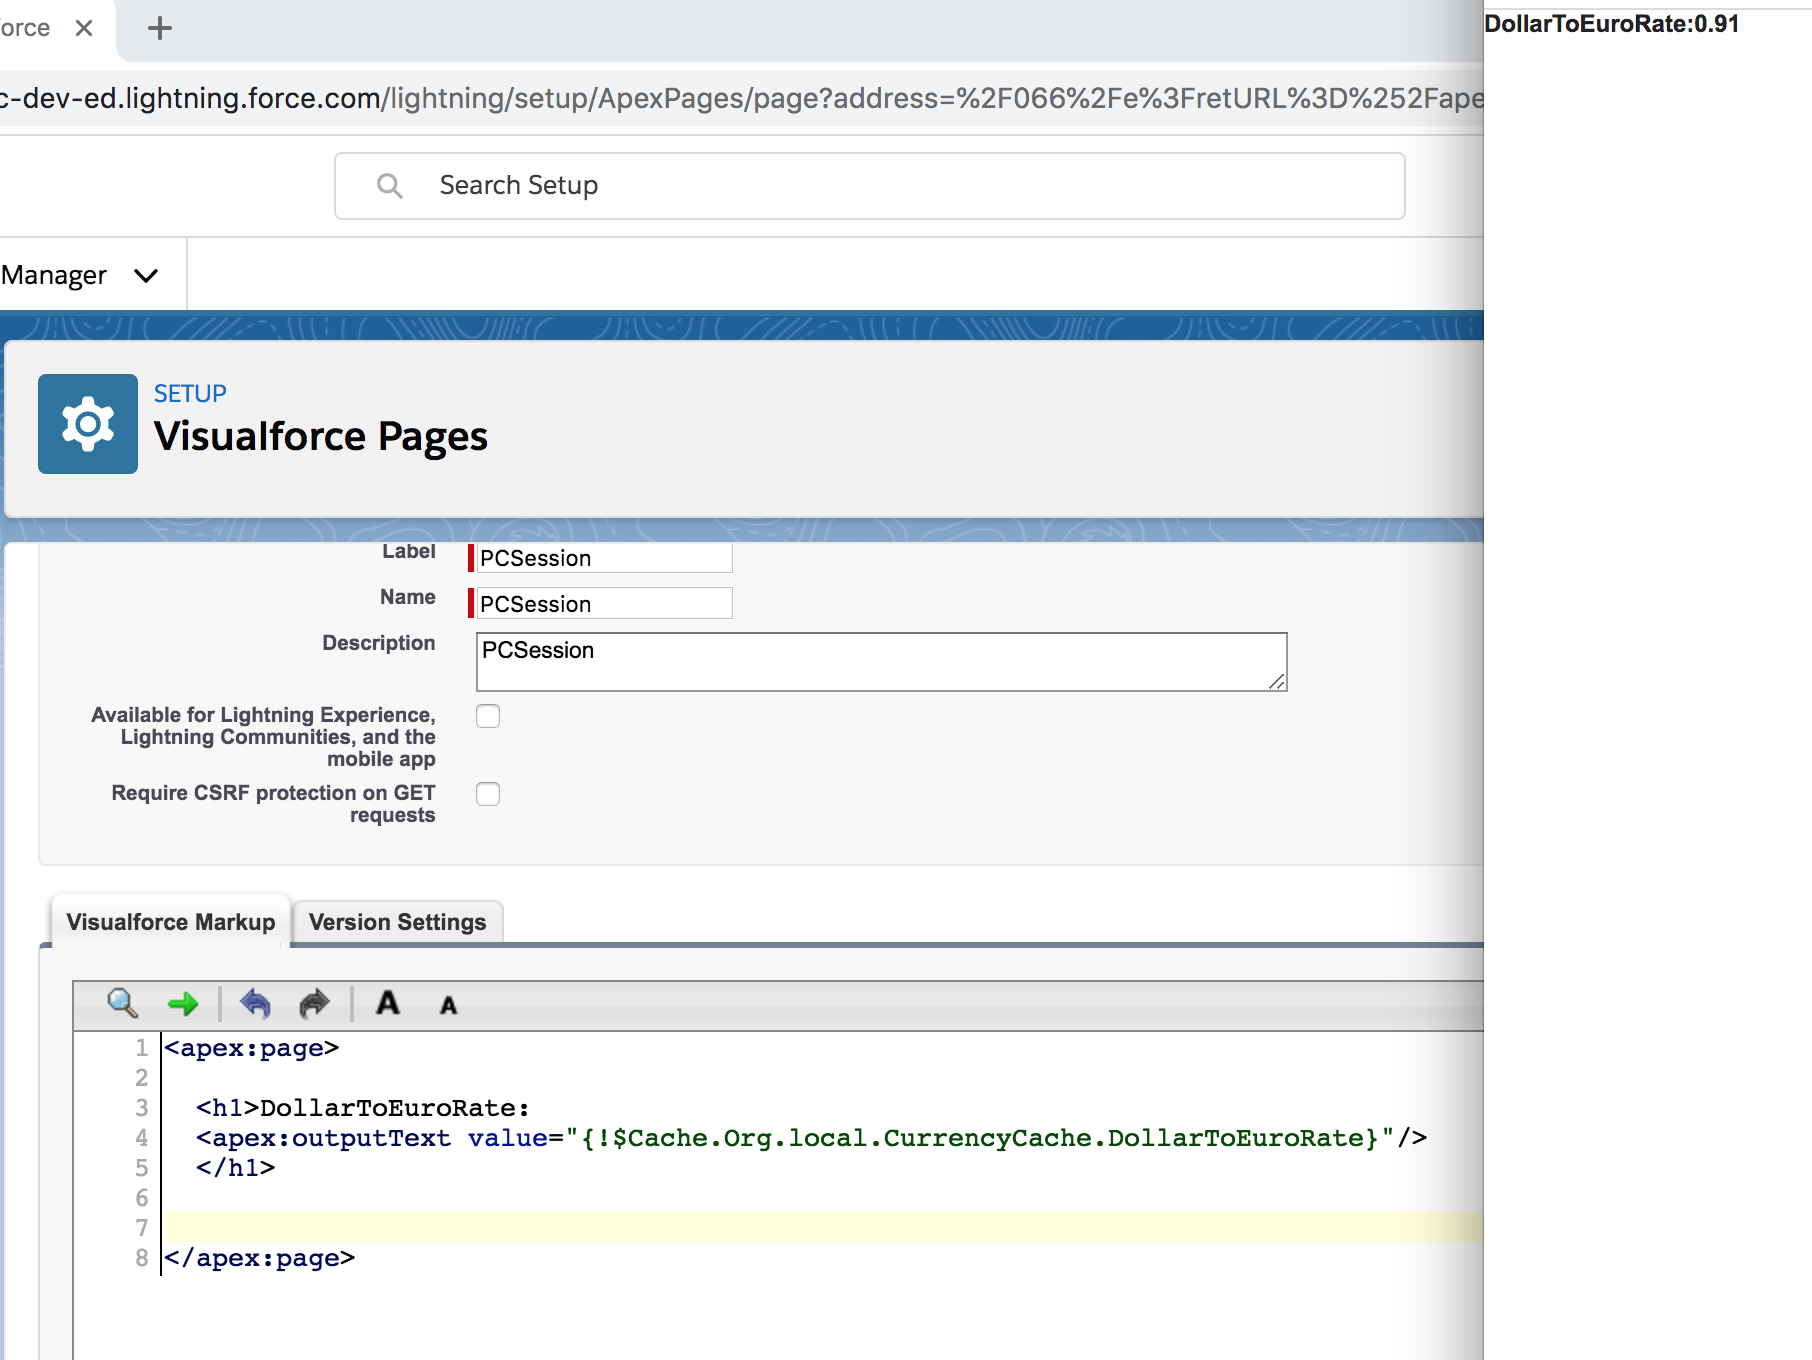 orce
DollarToEuroRate:0.91
c-dev-ed.lightning.force.com/lightning/setup/ApexPages/page?address=%2F066%2Fe%3FretURL%3D%252Fape
Search Setup
Manager
SETUP
Visualforce Pages
Label PCSession
Name PCSession
Description PCSession
Available for Lightning Experience,
Lightning Communities, and the
mobile app
Require CSRF protection on GET
requests
Visualforce Markup Version Settings
A A
1 <apex:page>
2
3 <h1>DollarToEuroRate:
4 <apex:outputText value="{!$Cache.Org.local.CurrencyCache.DollarToEuroRate}"/>
5 </h1>
6
7
8 </apex:page>